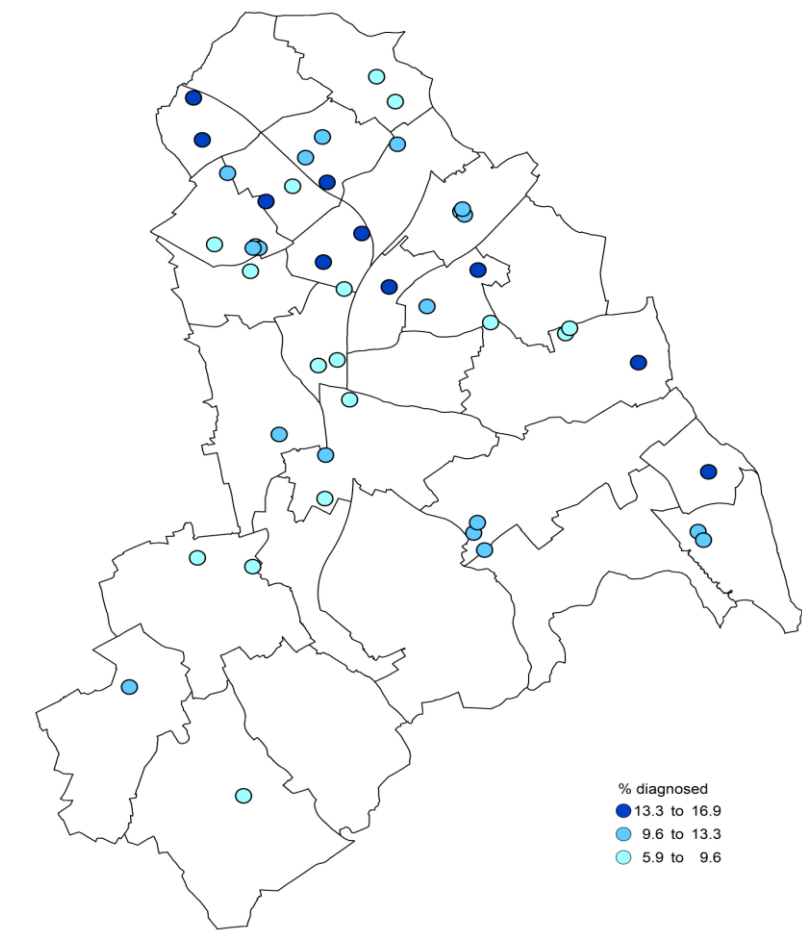 % diagnosed
13.3 to 16.9
9.6 to 13.3
5.9 to 9.6